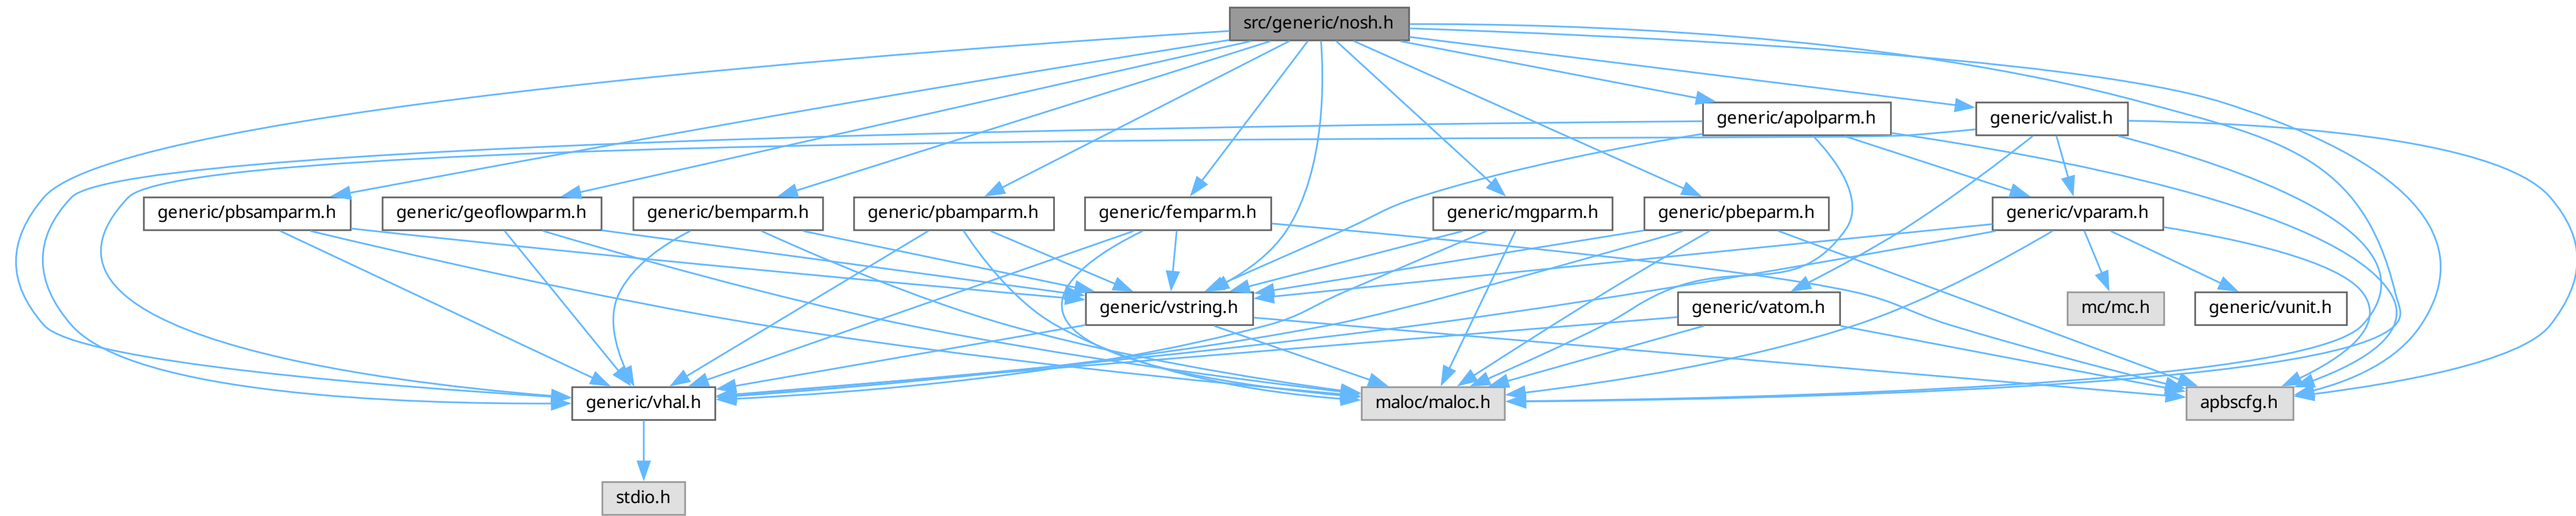 src/generic/nosh.h
generic/apolparm.h
generic/valist.h
generic/pbsamparm.h
generic/geoflowparm.h
generic/bemparm.h
generic/pbamparm.h
generic/femparm.h
generic/mgparm.h
generic/pbeparm.h
generic/vparam.h
generic/vstring.h
generic/vatom.h
mc/mc.h
generic/vunit.h
generic/vhal.h
maloc/maloc.h
apbscfg.h
stdio.h